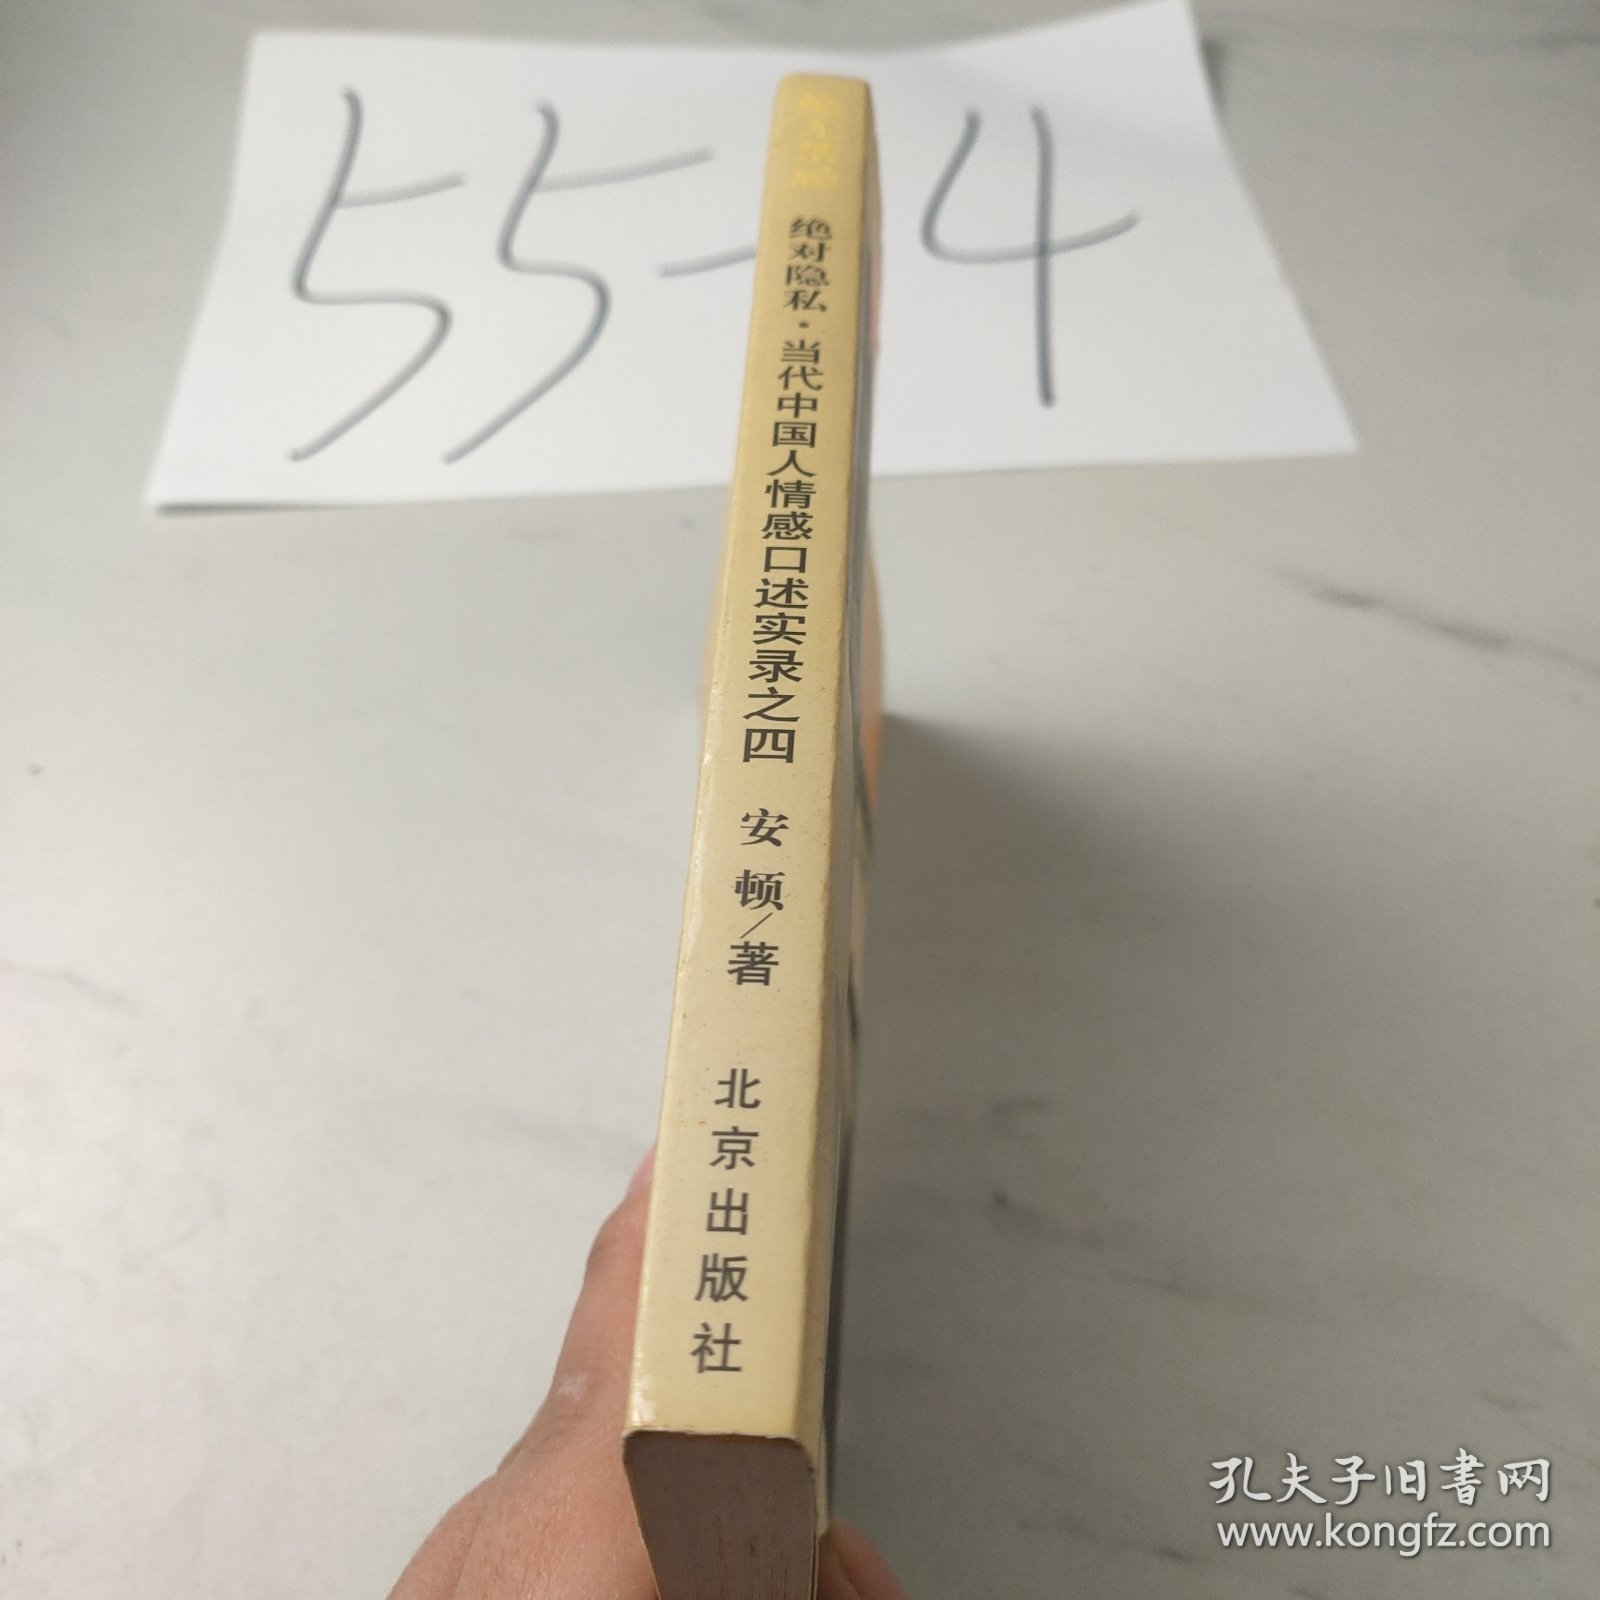 55-4
绝对隐私·当代中国人情感口述实录之四
安顿/著
北京出版社
孔夫子旧书网
www.kongfz.com